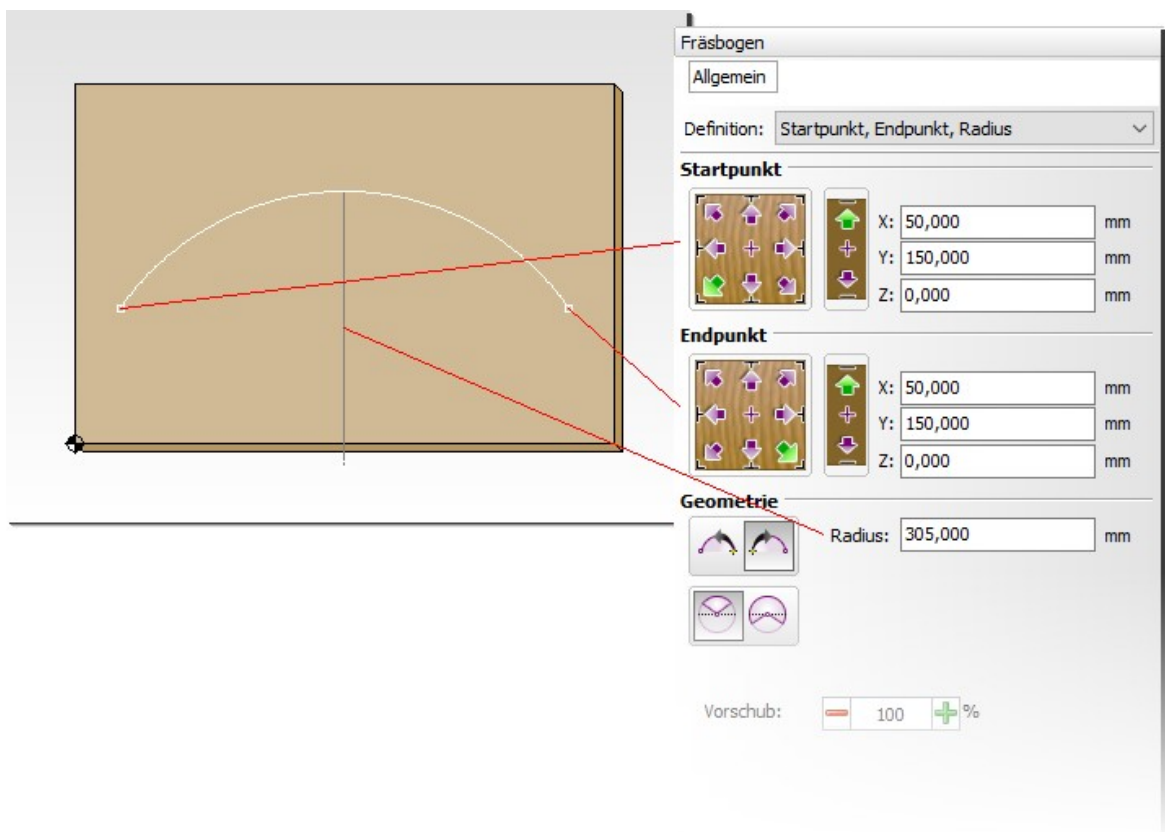 Fräsbogen
Allgemein
Definition: Startpunkt, Endpunkt, Radius
Startpunkt
X: 50,000 mm
Y: 150,000 mm
Z: 0,000 mm
Endpunkt
X: 50,000 mm
Y: 150,000 mm
Z: 0,000 mm
Geometrie
Radius: 305,000 mm
Vorschub: 100 %